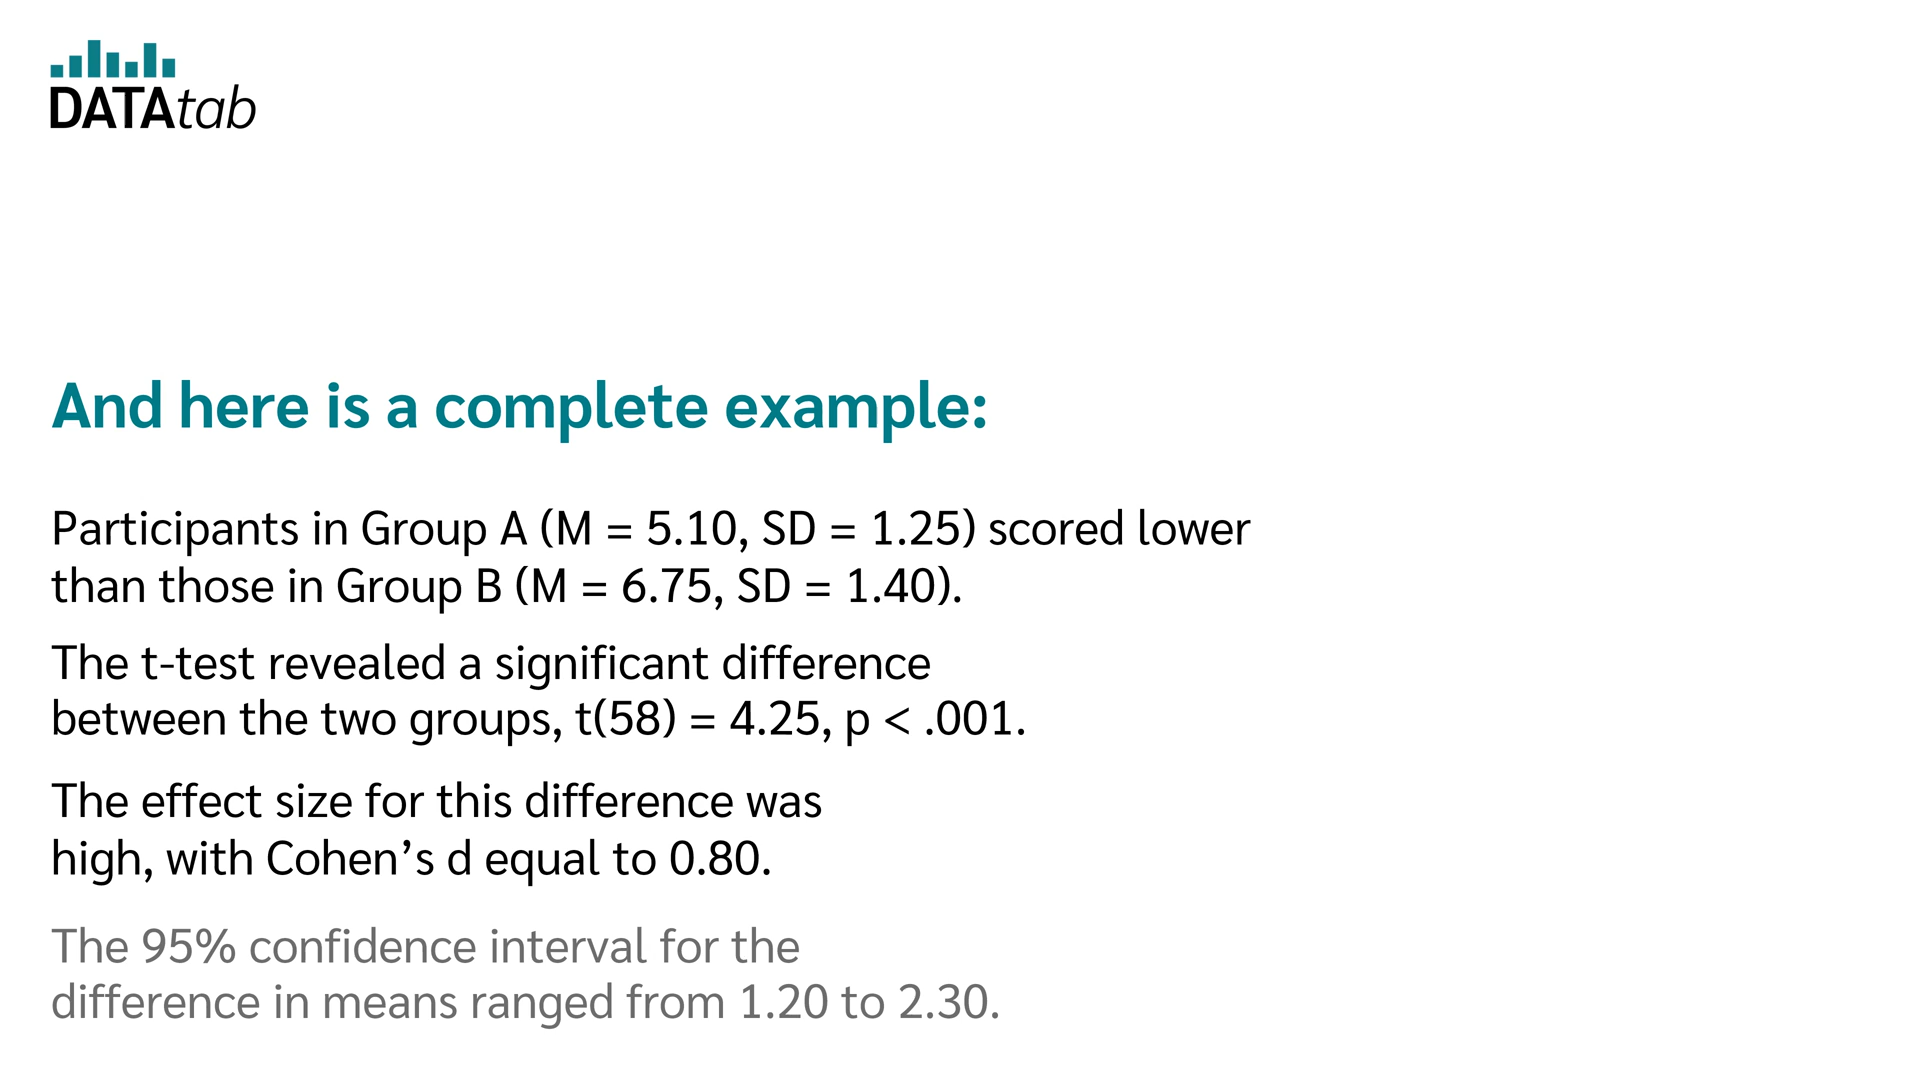 DATAtab
And here is a complete example:
Participants in Group A (M = 5.10, SD = 1.25) scored lower
than those in Group B (M = 6.75, SD = 1.40).
The t-test revealed a significant difference
between the two groups, t(58) = 4.25, p < .001.
The effect size for this difference was
high, with Cohen’s d equal to 0.80.
The 95% confidence interval for the
difference in means ranged from 1.20 to 2.30.